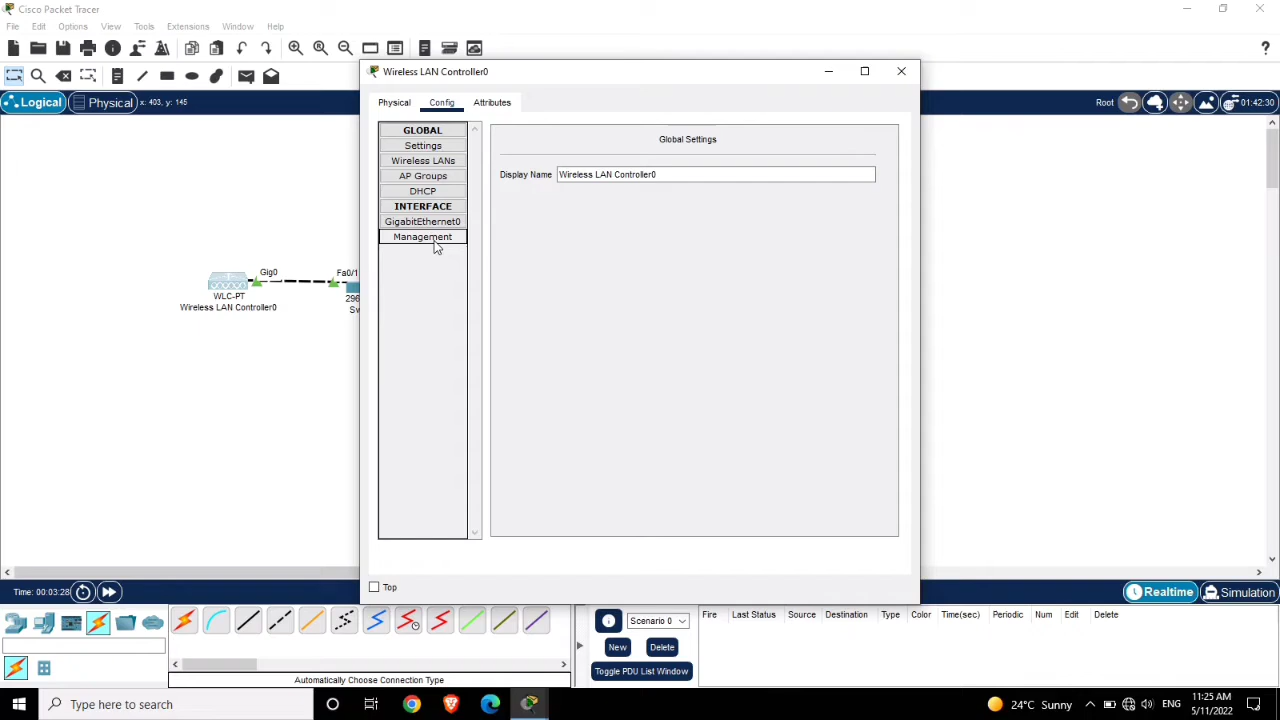 Cisco Packet Tracer
File Edit Options View Tools Extensions Window Help
Logical Physical x: 403, y: 145
Root 01:42:30
Wireless LAN Controller0
Physical Config Attributes
GLOBAL
Settings
Wireless LANs
AP Groups
DHCP
INTERFACE
GigabitEthernet0
Management
Global Settings
Display Name Wireless LAN Controller0
Gig0
Fa0/1
WLC-PT
Wireless LAN Controller0
296
Sv
Top
Time: 00:03:28
Realtime Simulation
Scenario 0
New Delete
Toggle PDU List Window
Fire Last Status Source Destination Type Color Time(sec) Periodic Num Edit Delete
Automatically Choose Connection Type
Type here to search
24°C Sunny
ENG
11:25 AM
5/11/2022